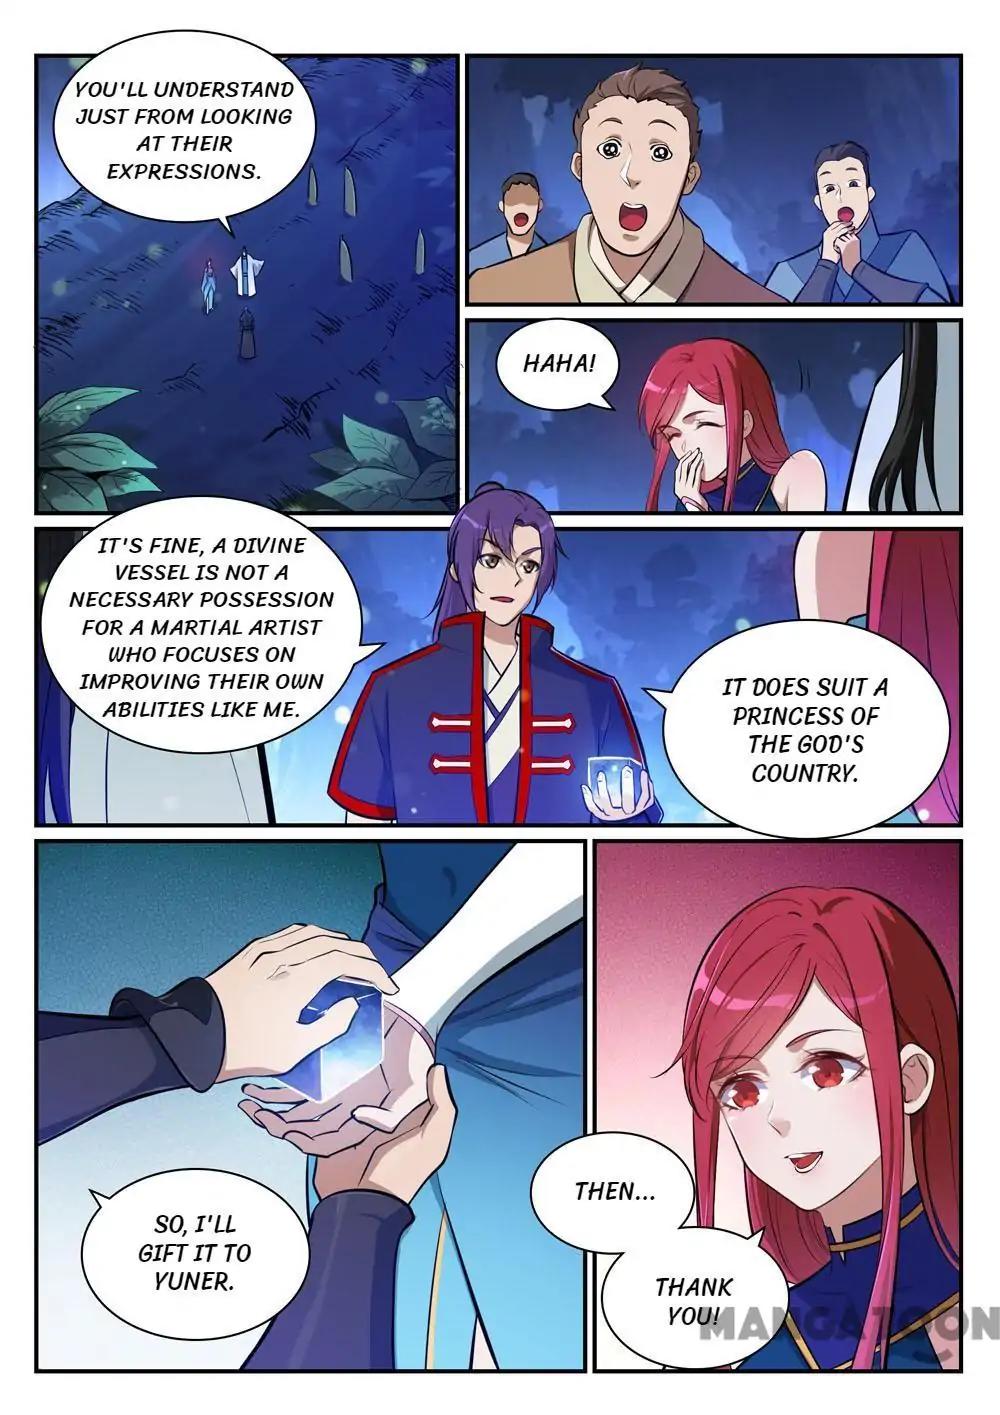 YOU'LL UNDERSTAND
JUST FROM LOOKING
AT THEIR
EXPRESSIONS.
HAHA!
IT'S FINE, A DIVINE
VESSEL IS NOT A
NECESSARY POSSESSION
FOR A MARTIAL ARTIST
WHO FOCUSES ON
IMPROVING THEIR OWN
ABILITIES LIKE ME.
IT DOES SUIT A
PRINCESS OF
THE GOD'S
COUNTRY.
SO, I'LL
GIFT IT TO
YUNER.
THEN...
THANK
YOU!
MANGATOON